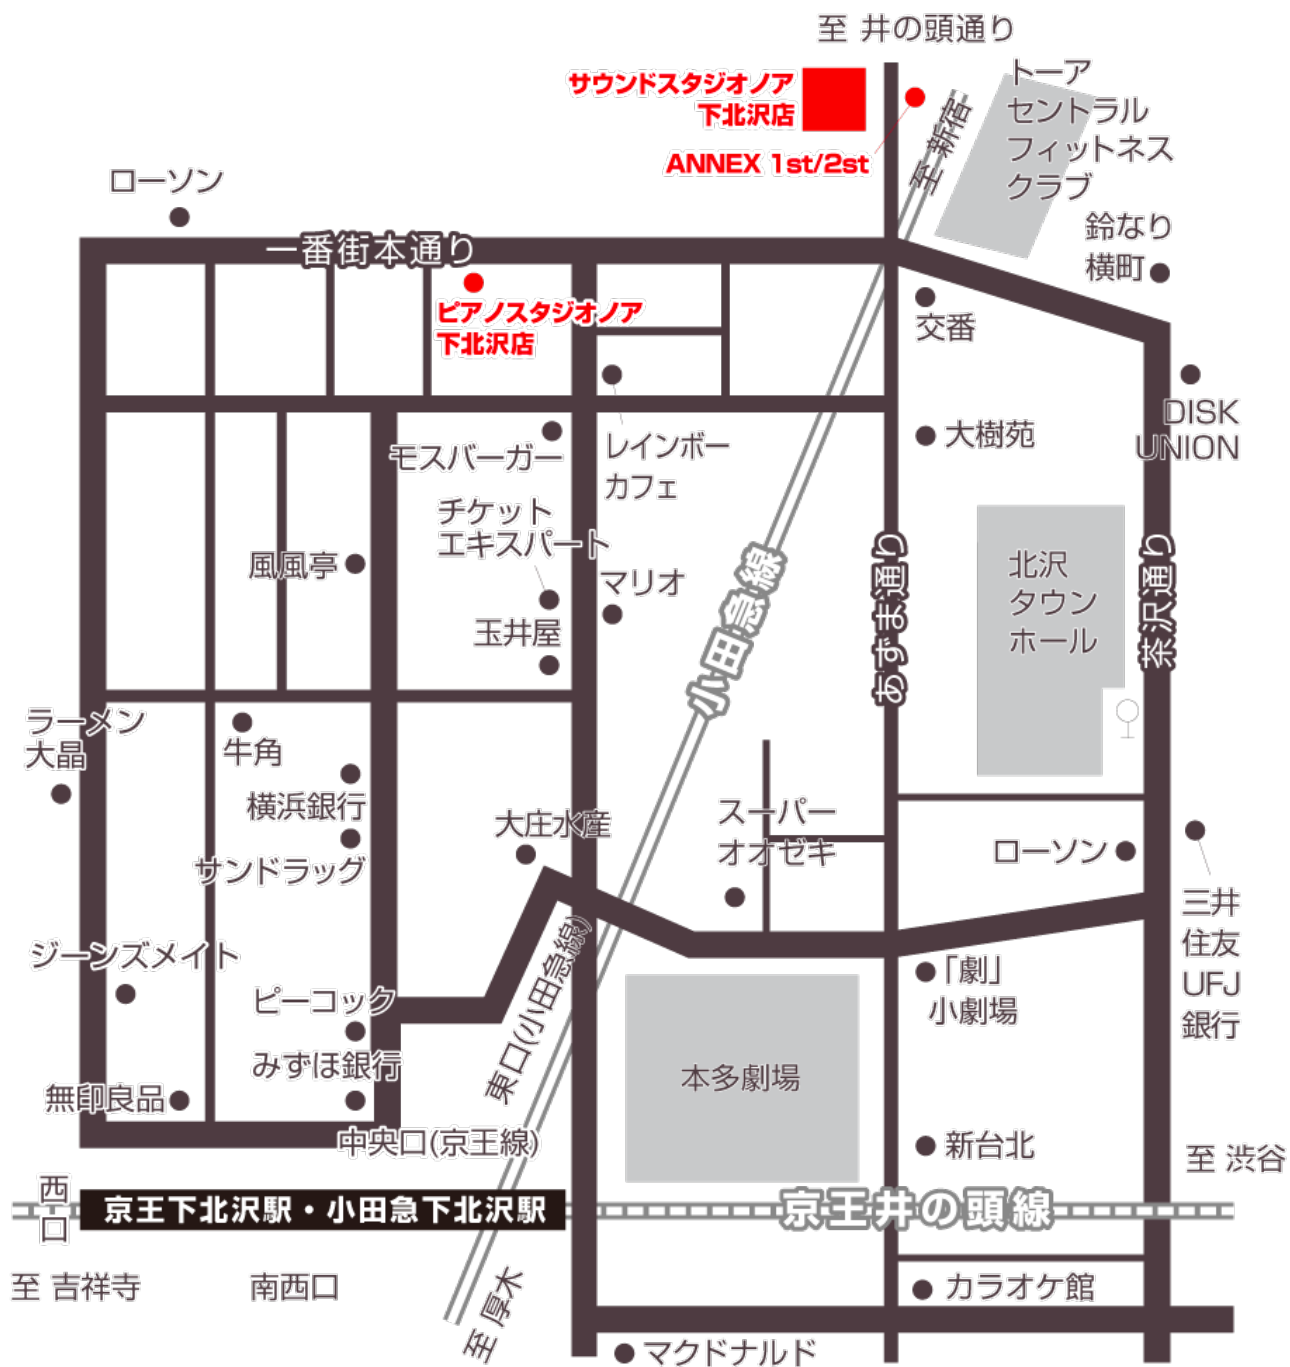 至 井の頭通り
サウンドスタジオノア
下北沢店
ANNEX 1st/2st
至 新宿
トーア
セントラル
フィットネス
クラブ
ローソン
一番街本通り
鈴なり
横町
ピアノスタジオノア
下北沢店
交番
DISK
UNION
モスバーガー
レインボー
カフェ
大樹苑
チケット
エキスパート
風風亭
マリオ
玉井屋
小田急線
あずま通り
北沢
タウン
ホール
茶沢通り
ラーメン
大晶
牛角
横浜銀行
サンドラッグ
大庄水産
スーパー
オオゼキ
ローソン
三井
住友
UFJ
銀行
ジーンズメイト
ピーコック
東口(小田急線)
「劇」
小劇場
みずほ銀行
無印良品
本多劇場
中央口(京王線)
新台北
至 渋谷
西
口
京王下北沢駅・小田急下北沢駅
京王井の頭線
至 吉祥寺
南西口
至 厚木
カラオケ館
マクドナルド